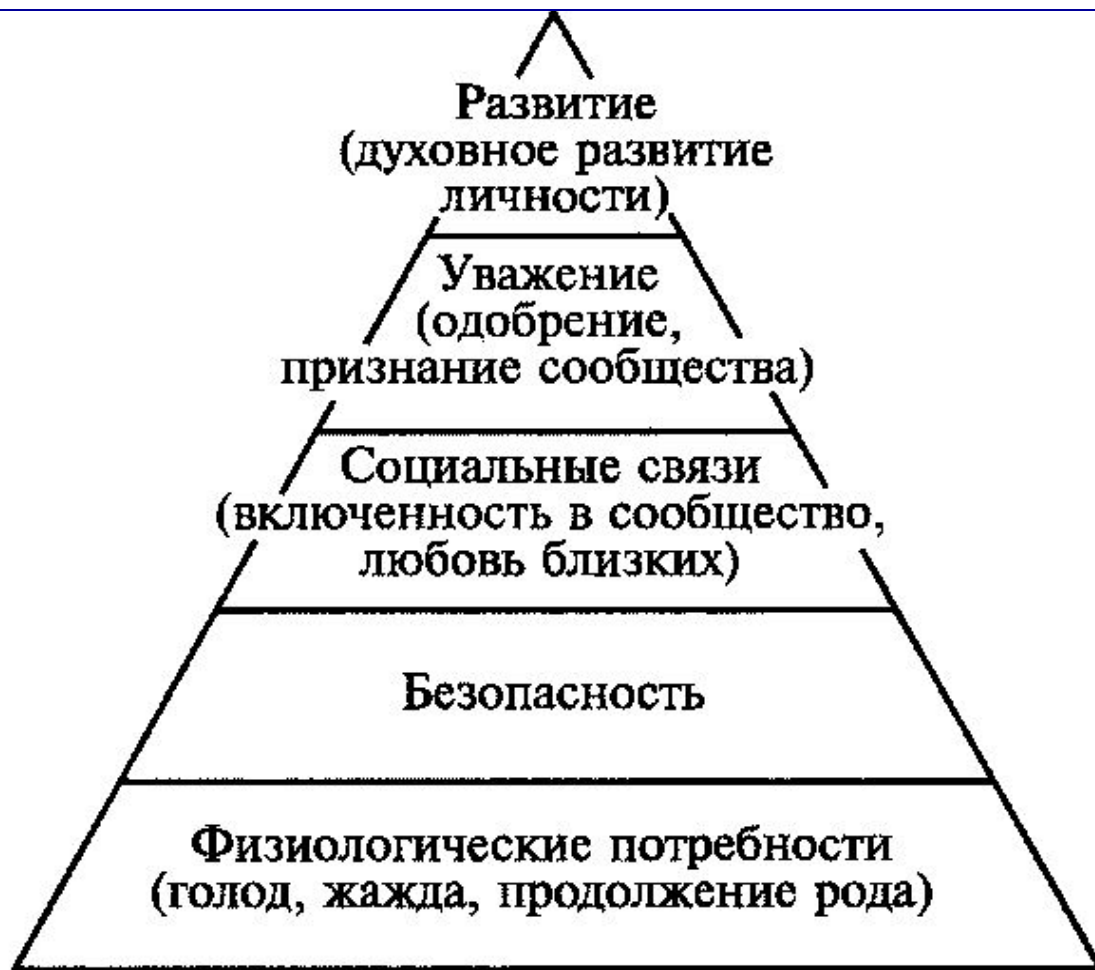 Развитие
(духовное развитие
личности)
Уважение
(одобрение,
признание сообщества)
Социальные связи
(включенность в сообщество,
любовь близких)
Безопасность
Физиологические потребности
(голод, жажда, продолжение рода)